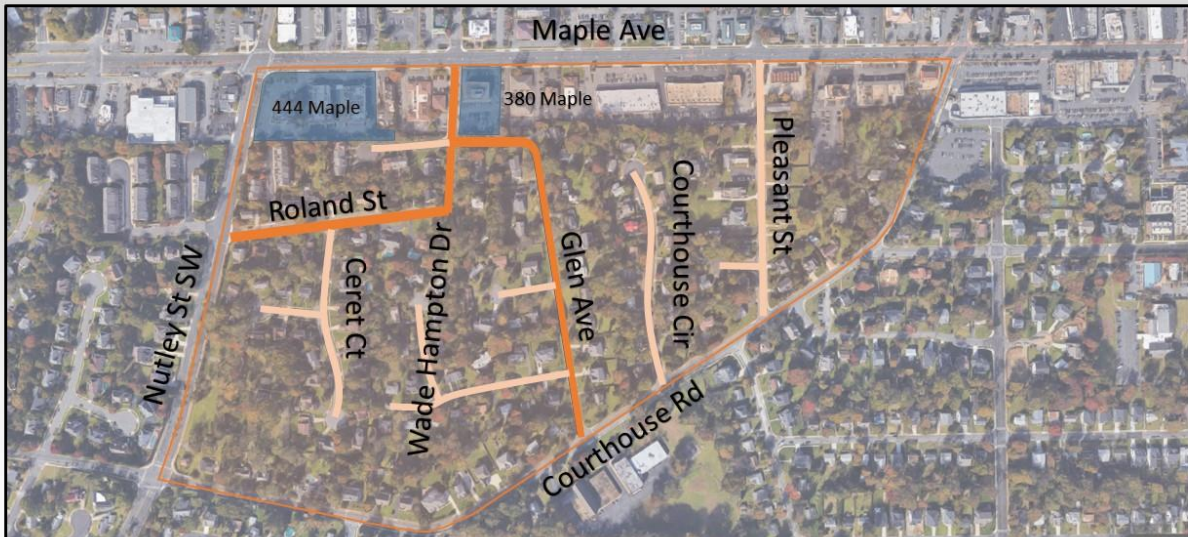 Maple Ave
444 Maple
380 Maple
Pleasant St
Roland St
Courthouse Cir
Wade Hampton Dr
Glen Ave
Nutley St SW
Ceret Ct
Courthouse Rd